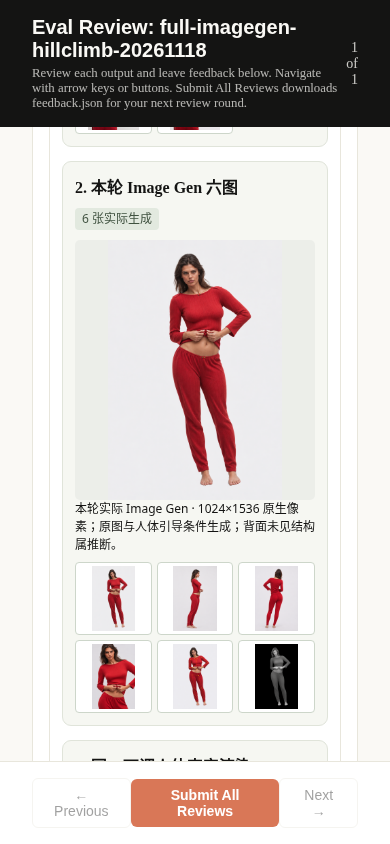 Eval Review: full-imagegen-
hillclimb-20261118
Review each output and leave feedback below. Navigate
with arrow keys or buttons. Submit All Reviews downloads
feedback.json for your next review round.
1
of
1
2. 本轮 Image Gen 六图
6 张实际生成
本轮实际 Image Gen · 1024×1536 原生像
素；原图与人体引导条件生成；背面未见结构
属推断。
←
Previous
Submit All
Reviews
Next
→